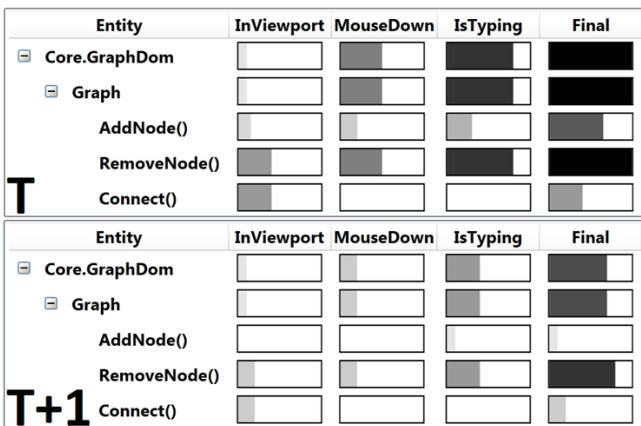 Entity InViewport MouseDown IsTyping Final
Core.GraphDom
Graph
AddNode()
RemoveNode()
T Connect()
Entity InViewport MouseDown IsTyping Final
Core.GraphDom
Graph
AddNode()
RemoveNode()
T+1 Connect()